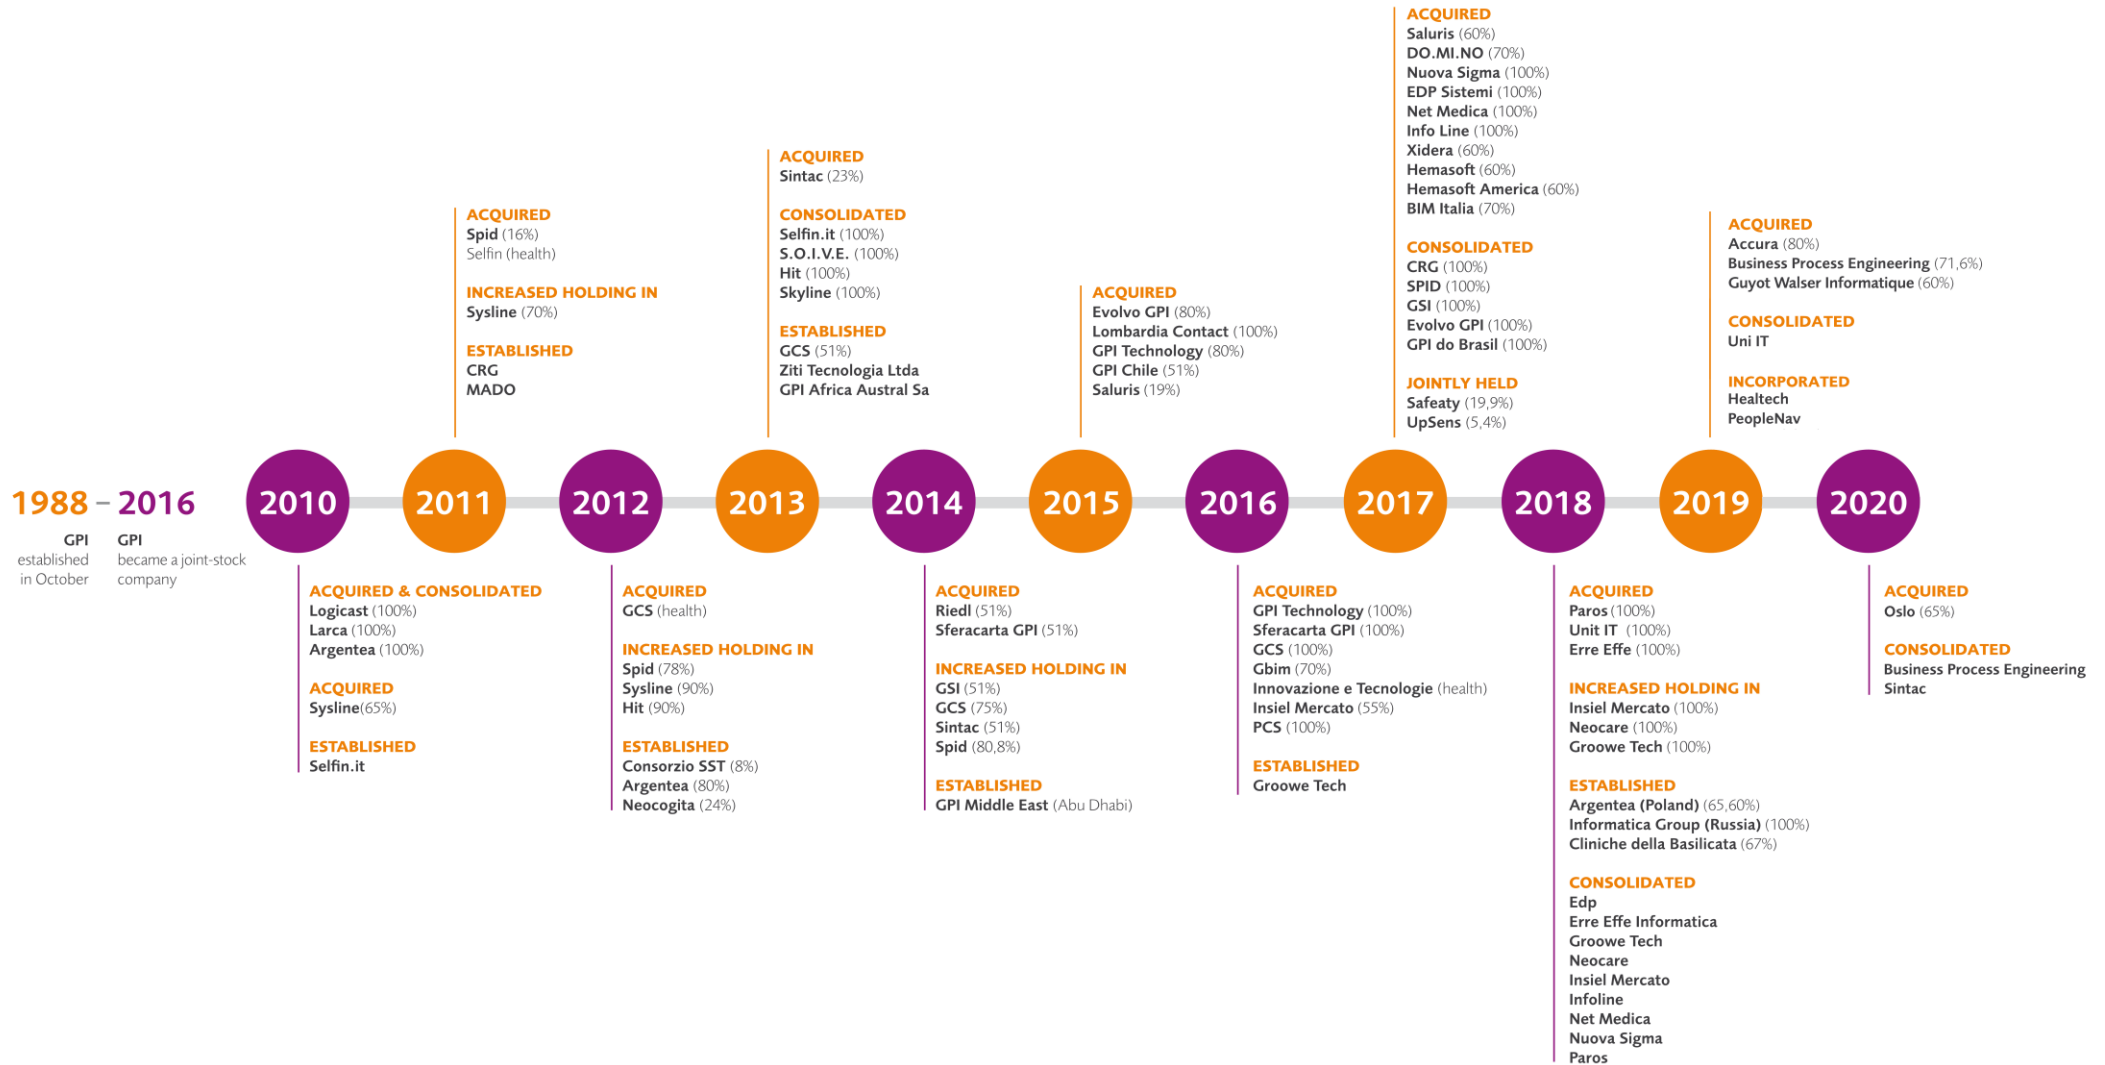 1988 – 2016
GPI
established
in October
GPI
became a joint-stock
company
2010
ACQUIRED & CONSOLIDATED
Logicast (100%)
Larca (100%)
Argentea (100%)
ACQUIRED
Sysline(65%)
ESTABLISHED
Selfin.it
2011
ACQUIRED
Spid (16%)
Selfin (health)
INCREASED HOLDING IN
Sysline (70%)
ESTABLISHED
CRG
MADO
2012
ACQUIRED
GCS (health)
INCREASED HOLDING IN
Spid (78%)
Sysline (90%)
Hit (90%)
ESTABLISHED
Consorzio SST (8%)
Argentea (80%)
Neocogita (24%)
2013
ACQUIRED
Sintac (23%)
CONSOLIDATED
Selfin.it (100%)
S.O.I.V.E. (100%)
Hit (100%)
Skyline (100%)
ESTABLISHED
GCS (51%)
Ziti Tecnologia Ltda
GPI Africa Austral Sa
2014
ACQUIRED
Riedl (51%)
Sferacarta GPI (51%)
INCREASED HOLDING IN
GSI (51%)
GCS (75%)
Sintac (51%)
Spid (80,8%)
ESTABLISHED
GPI Middle East (Abu Dhabi)
2015
ACQUIRED
Evolvo GPI (80%)
Lombardia Contact (100%)
GPI Technology (80%)
GPI Chile (51%)
Saluris (19%)
2016
ACQUIRED
GPI Technology (100%)
Sferacarta GPI (100%)
GCS (100%)
Gbim (70%)
Innovazione e Tecnologie (health)
Insiel Mercato (55%)
PCS (100%)
ESTABLISHED
Groowe Tech
2017
ACQUIRED
Saluris (60%)
DO.MI.NO (70%)
Nuova Sigma (100%)
EDP Sistemi (100%)
Net Medica (100%)
Info Line (100%)
Xidera (60%)
Hemasoft (60%)
Hemasoft America (60%)
BIM Italia (70%)
CONSOLIDATED
CRG (100%)
SPID (100%)
GSI (100%)
Evolvo GPI (100%)
GPI do Brasil (100%)
JOINTLY HELD
Safeaty (19,9%)
UpSens (5,4%)
2018
ACQUIRED
Paros (100%)
Unit IT (100%)
Erre Effe (100%)
INCREASED HOLDING IN
Insiel Mercato (100%)
Neocare (100%)
Groowe Tech (100%)
ESTABLISHED
Argentea (Poland) (65,60%)
Informatica Group (Russia) (100%)
Cliniche della Basilicata (67%)
CONSOLIDATED
Edp
Erre Effe Informatica
Groowe Tech
Neocare
Insiel Mercato
Infoline
Net Medica
Nuova Sigma
Paros
2019
ACQUIRED
Accura (80%)
Business Process Engineering (71,6%)
Guyot Walser Informatique (60%)
CONSOLIDATED
Uni IT
INCORPORATED
Healtech
PeopleNav
2020
ACQUIRED
Oslo (65%)
CONSOLIDATED
Business Process Engineering
Sintac